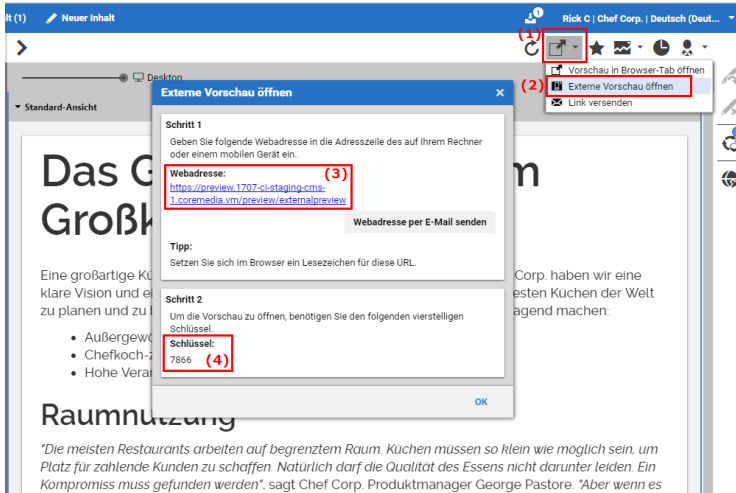 lt (1) Neuer Inhalt 1 Rick C | Chef Corp. | Deutsch (Deut...
(1)
Desktop
Vorschau in Browser-Tab öffnen
(2) Externe Vorschau öffnen
Link versenden
Standard-Ansicht
Externe Vorschau öffnen
Schritt 1
Geben Sie folgende Webadresse in die Adresszeile des auf Ihrem Rechner
oder einem mobilen Gerät ein.
Webadresse: (3)
https://preview.1707-ci-staging-cms-
1.coremedia.vm/preview/externalpreview
Webadresse per E-Mail senden
Tipp:
Setzen Sie sich im Browser ein Lesezeichen für diese URL.
Schritt 2
Um die Vorschau zu öffnen, benötigen Sie den folgenden vierstelligen
Schlüssel.
Schlüssel:
7866 (4)
OK
Das G m
Großk
Eine großartige Kü Corp. haben wir eine
klare Vision und ei esten Küchen der Welt
zu planen und zu agend machen:
Außergewö
Chefkoch-z
Hohe Veran
Raumnutzung
"Die meisten Restaurants arbeiten auf begrenztem Raum. Küchen müssen so klein wie möglich sein, um
Platz für zahlende Kunden zu schaffen. Natürlich darf die Qualität des Essens nicht darunter leiden. Ein
Kompromiss muss gefunden werden", sagt Chef Corp. Produktmanager George Pastore. "Aber wenn es